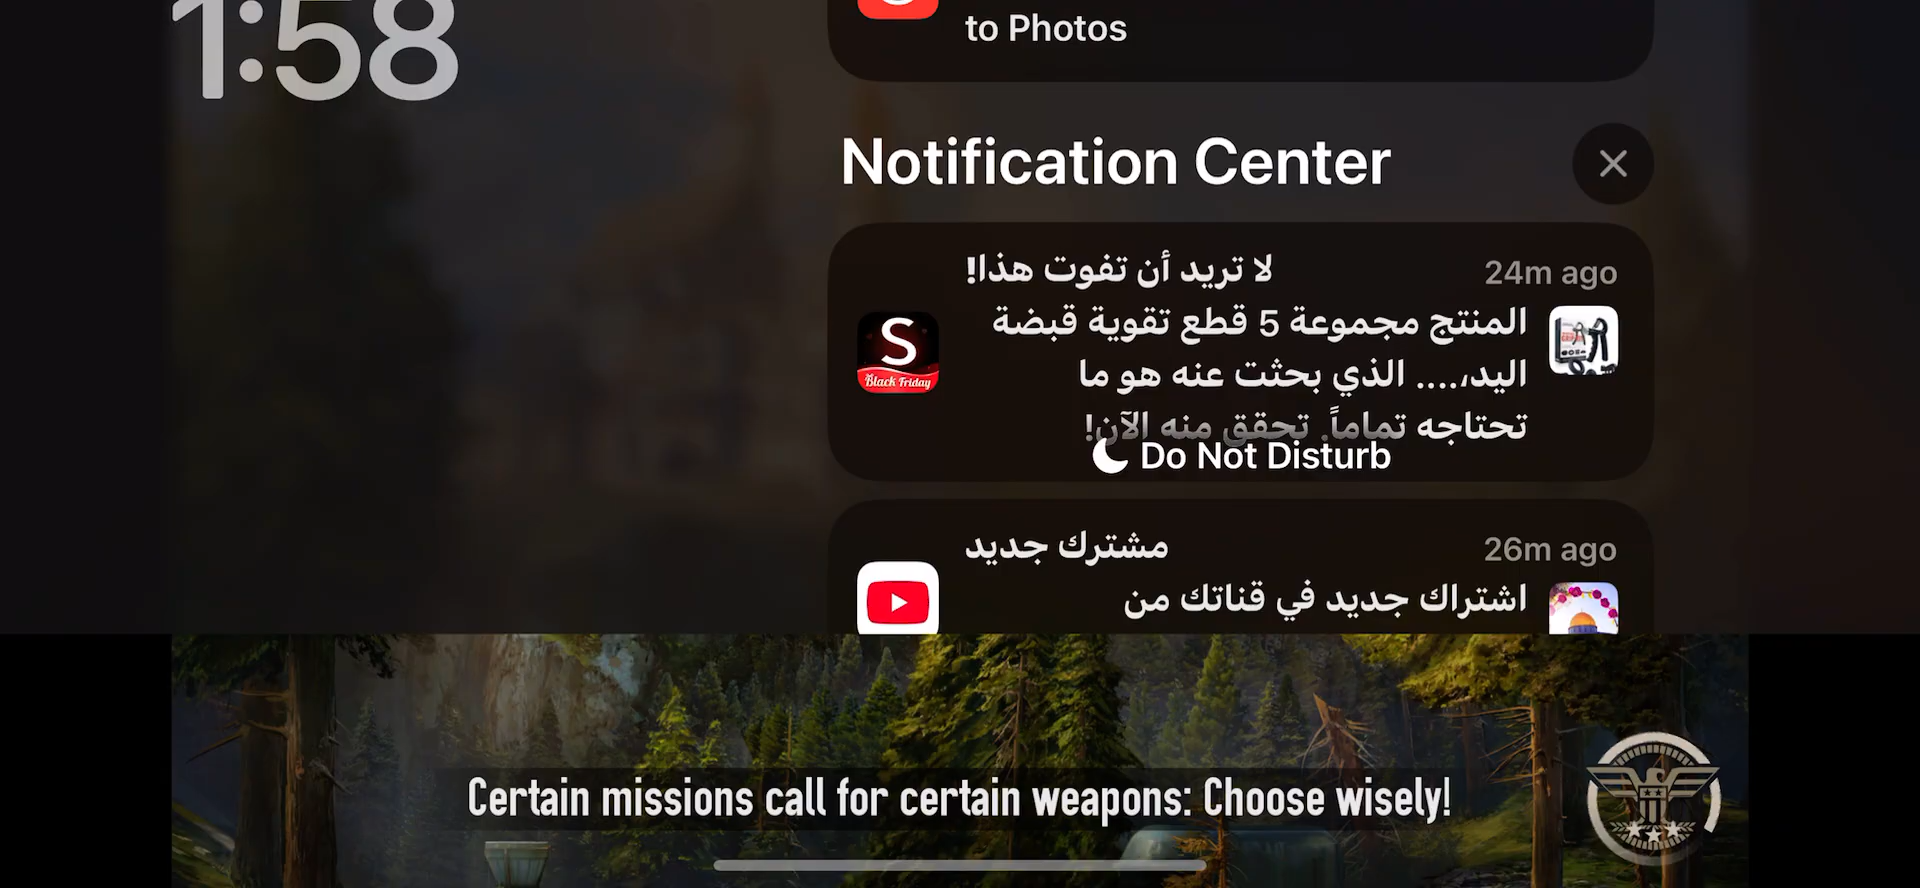 1:58
to Photos
Notification Center
لا تريد أن تفوت هذا!
24m ago
المنتج مجموعة 5 قطع تقوية قبضة
اليد،.... الذي بحثت عنه هو ما
تحتاجه تماماً. تحقق منه الآن!
S
Black Friday
Do Not Disturb
مشترك جديد
26m ago
اشتراك جديد في قناتك من
Certain missions call for certain weapons: Choose wisely!